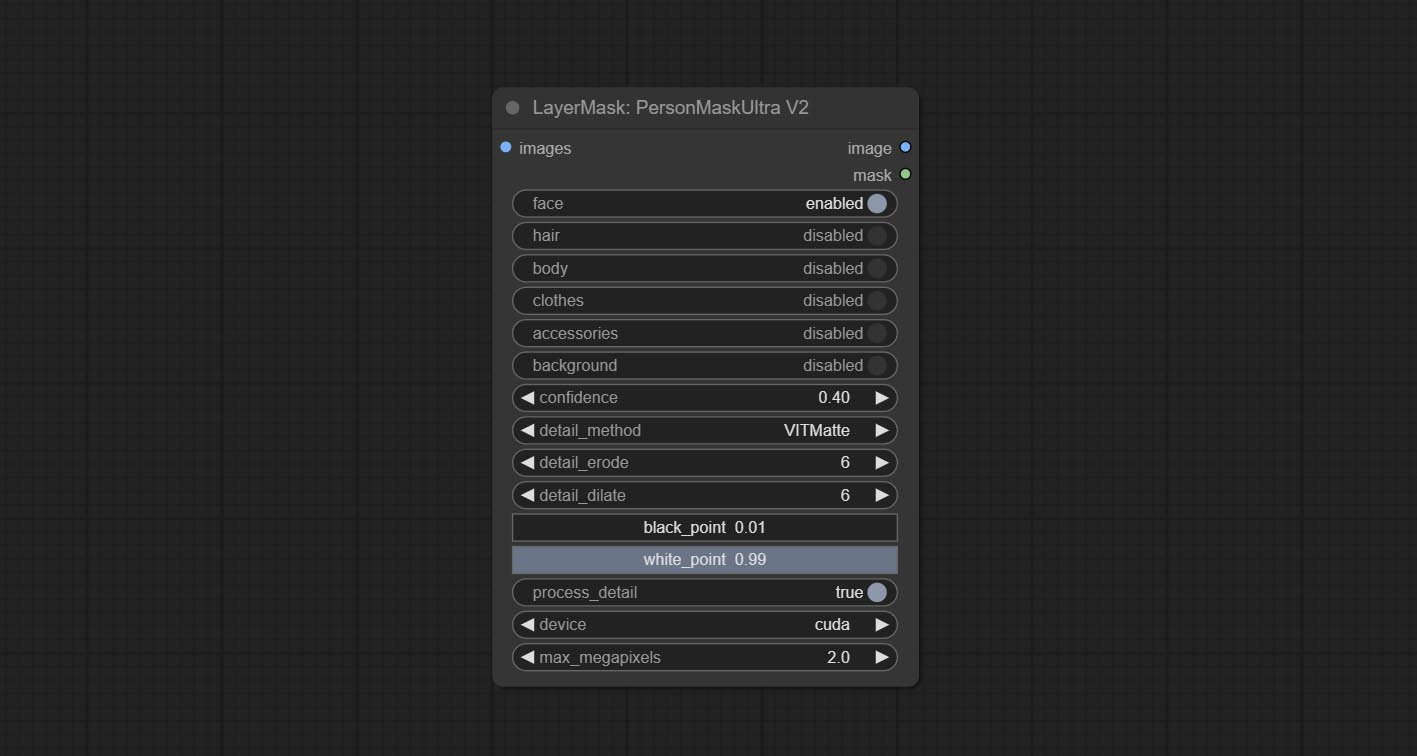 LayerMask: PersonMaskUltra V2
images image
mask
face enabled
hair disabled
body disabled
clothes disabled
accessories disabled
background disabled
confidence 0.40
detail_method VITMatte
detail_erode 6
detail_dilate 6
black_point 0.01
white_point 0.99
process_detail true
device cuda
max_megapixels 2.0